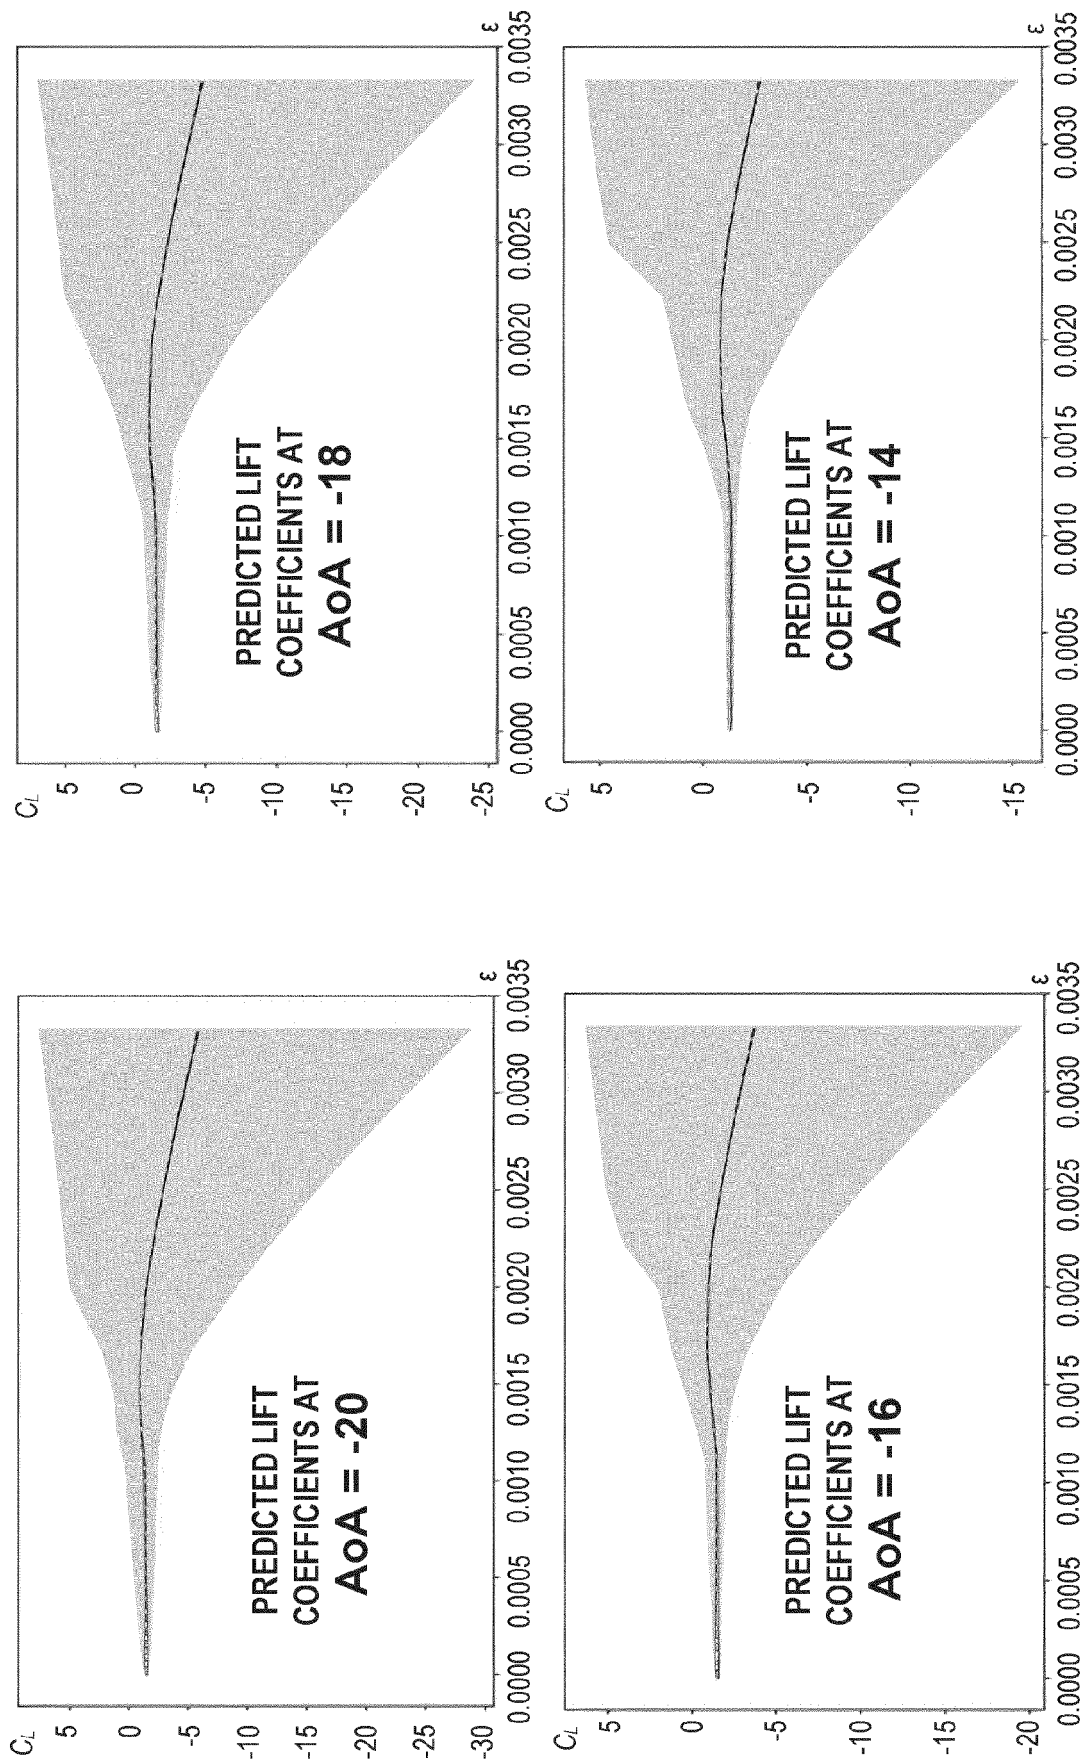 C_L
5
0
-5
-10
-15
-20
-25
-30
PREDICTED LIFT
COEFFICIENTS AT
AoA = -20
0.0000 0.0005 0.0010 0.0015 0.0020 0.0025 0.0030 0.0035
ε
C_L
5
0
-5
-10
-15
-20
-25
PREDICTED LIFT
COEFFICIENTS AT
AoA = -18
0.0000 0.0005 0.0010 0.0015 0.0020 0.0025 0.0030 0.0035
ε
C_L
5
0
-5
-10
-15
-20
PREDICTED LIFT
COEFFICIENTS AT
AoA = -16
0.0000 0.0005 0.0010 0.0015 0.0020 0.0025 0.0030 0.0035
ε
C_L
5
0
-5
-10
-15
PREDICTED LIFT
COEFFICIENTS AT
AoA = -14
0.0000 0.0005 0.0010 0.0015 0.0020 0.0025 0.0030 0.0035
ε